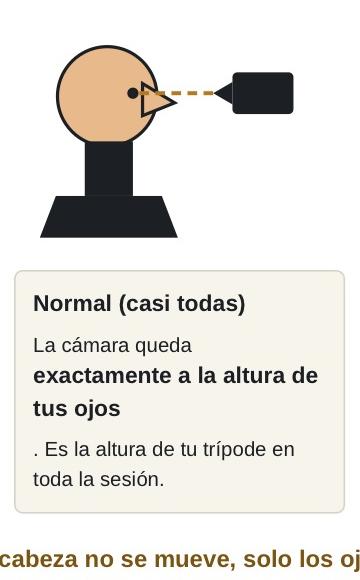 Normal (casi todas)
La cámara queda
exactamente a la altura de
tus ojos
. Es la altura de tu trípode en
toda la sesión.
cabeza no se mueve, solo los oj